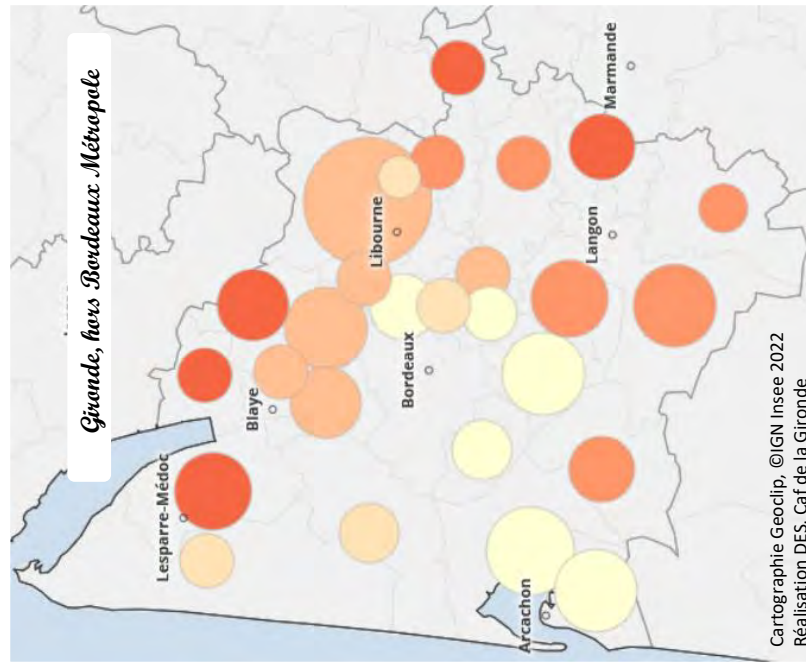 Gironde, hors Bordeaux Métropole
Lesparre-Médoc
Blaye
Libourne
Bordeaux
Arcachon
Langon
Marmande
Cartographie Geoclip, ©IGN Insee 2022
Réalisation DES, Caf de la Gironde